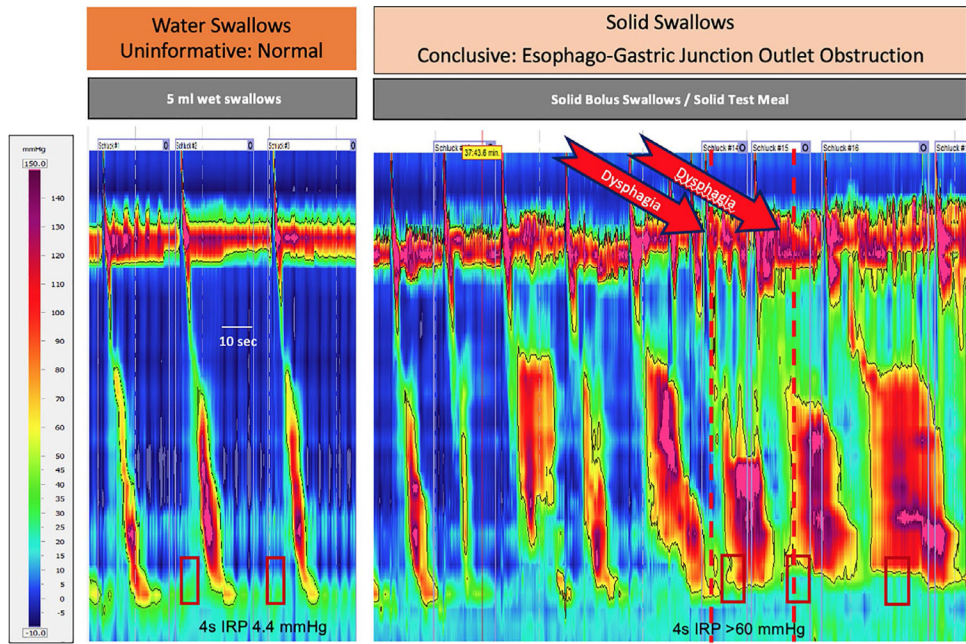 Water Swallows
Uninformative: Normal
Solid Swallows
Conclusive: Esophago-Gastric Junction Outlet Obstruction
5 ml wet swallows
Solid Bolus Swallows / Solid Test Meal
mmHg
150.0
140
130
120
110
100
90
80
70
60
50
45
40
35
30
25
20
15
10
5
0
-5
-10.0
Schluck #1
Schluck #2
Schluck #3
10 sec
4s IRP 4.4 mmHg
Schluck #
37:43.6 min.
Dysphagia
Dysphagia
Schluck #14
Schluck #15
Schluck #16
Schluck #1
4s IRP >60 mmHg